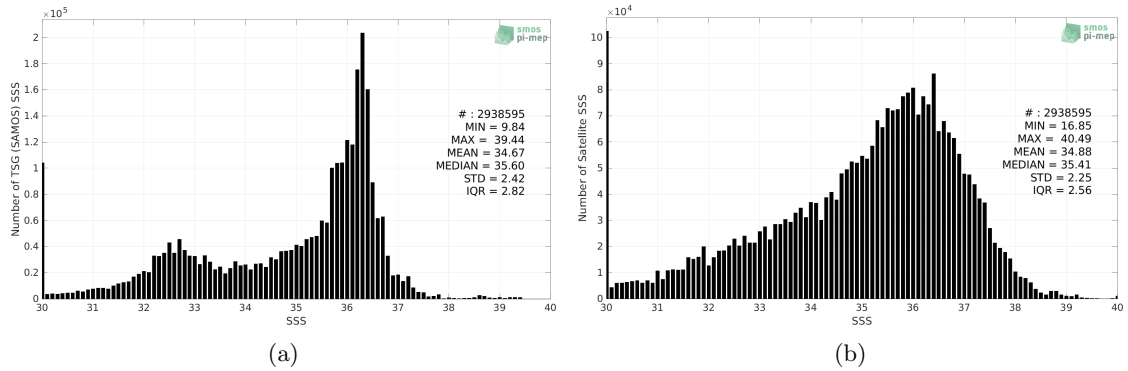 ×10⁵
smos
pi-mep
2
1.8
1.6
1.4
1.2
1
0.8
0.6
0.4
0.2
0
Number of TSG (SAMOS) SSS
# : 2938595
MIN = 9.84
MAX = 39.44
MEAN = 34.67
MEDIAN = 35.60
STD = 2.42
IQR = 2.82
30 31 32 33 34 35 36 37 38 39 40
SSS
(a)
×10⁴
smos
pi-mep
10
9
8
7
6
5
4
3
2
1
0
Number of Satellite SSS
# : 2938595
MIN = 16.85
MAX = 40.49
MEAN = 34.88
MEDIAN = 35.41
STD = 2.25
IQR = 2.56
30 31 32 33 34 35 36 37 38 39 40
SSS
(b)